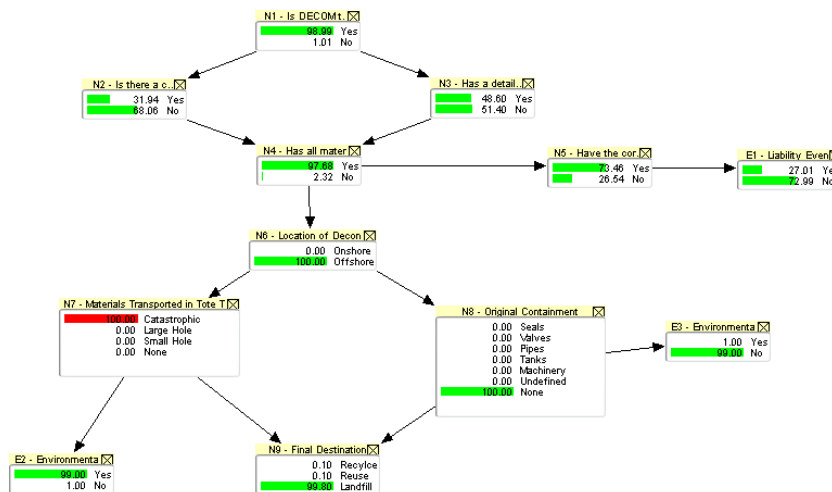 N1 - Is DECOMt.
98.99 Yes
1.01 No
N2 - Is there a c..
31.94 Yes
68.06 No
N3 - Has a detail..
48.60 Yes
51.40 No
N4 - Has all mater
97.68 Yes
2.32 No
N5 - Have the cor.
73.46 Yes
26.54 No
E1 - Liability Even
27.01 Ye
72.99 No
N6 - Location of Decon
0.00 Onshore
100.00 Offshore
N7 - Materials Transported in Tote T
100.00 Catastrophic
0.00 Large Hole
0.00 Small Hole
0.00 None
N8 - Original Containment
0.00 Seals
0.00 Valves
0.00 Pipes
0.00 Tanks
0.00 Machinery
0.00 Undefined
100.00 None
E3 - Environmenta
1.00 Yes
99.00 No
E2 - Environmenta
99.00 Yes
1.00 No
N9 - Final Destination
0.10 Recylce
0.10 Reuse
99.80 Landfill